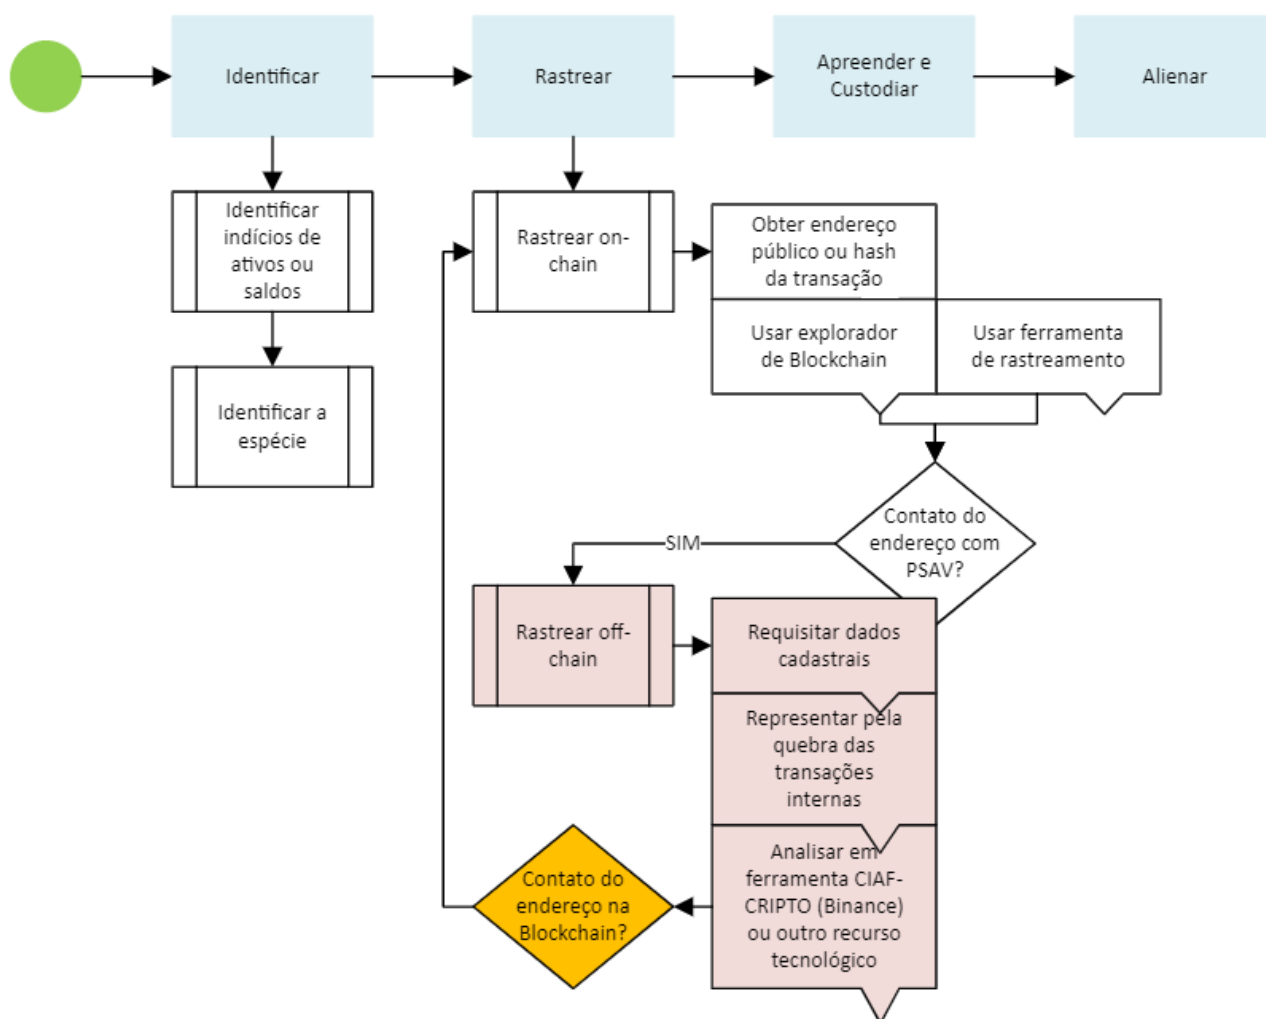 Identificar
Rastrear
Apreender e
Custodiar
Alienar
Identificar
indícios de
ativos ou
saldos
Identificar a
espécie
Rastrear on-
chain
Obter endereço
público ou hash
da transação
Usar explorador
de Blockchain
Usar ferramenta
de rastreamento
Contato do
endereço com
PSAV?
SIM
Rastrear off-
chain
Requisitar dados
cadastrais
Representar pela
quebra das
transações
internas
Analisar em
ferramenta CIAF-
CRIPTO (Binance)
ou outro recurso
tecnológico
Contato do
endereço na
Blockchain?